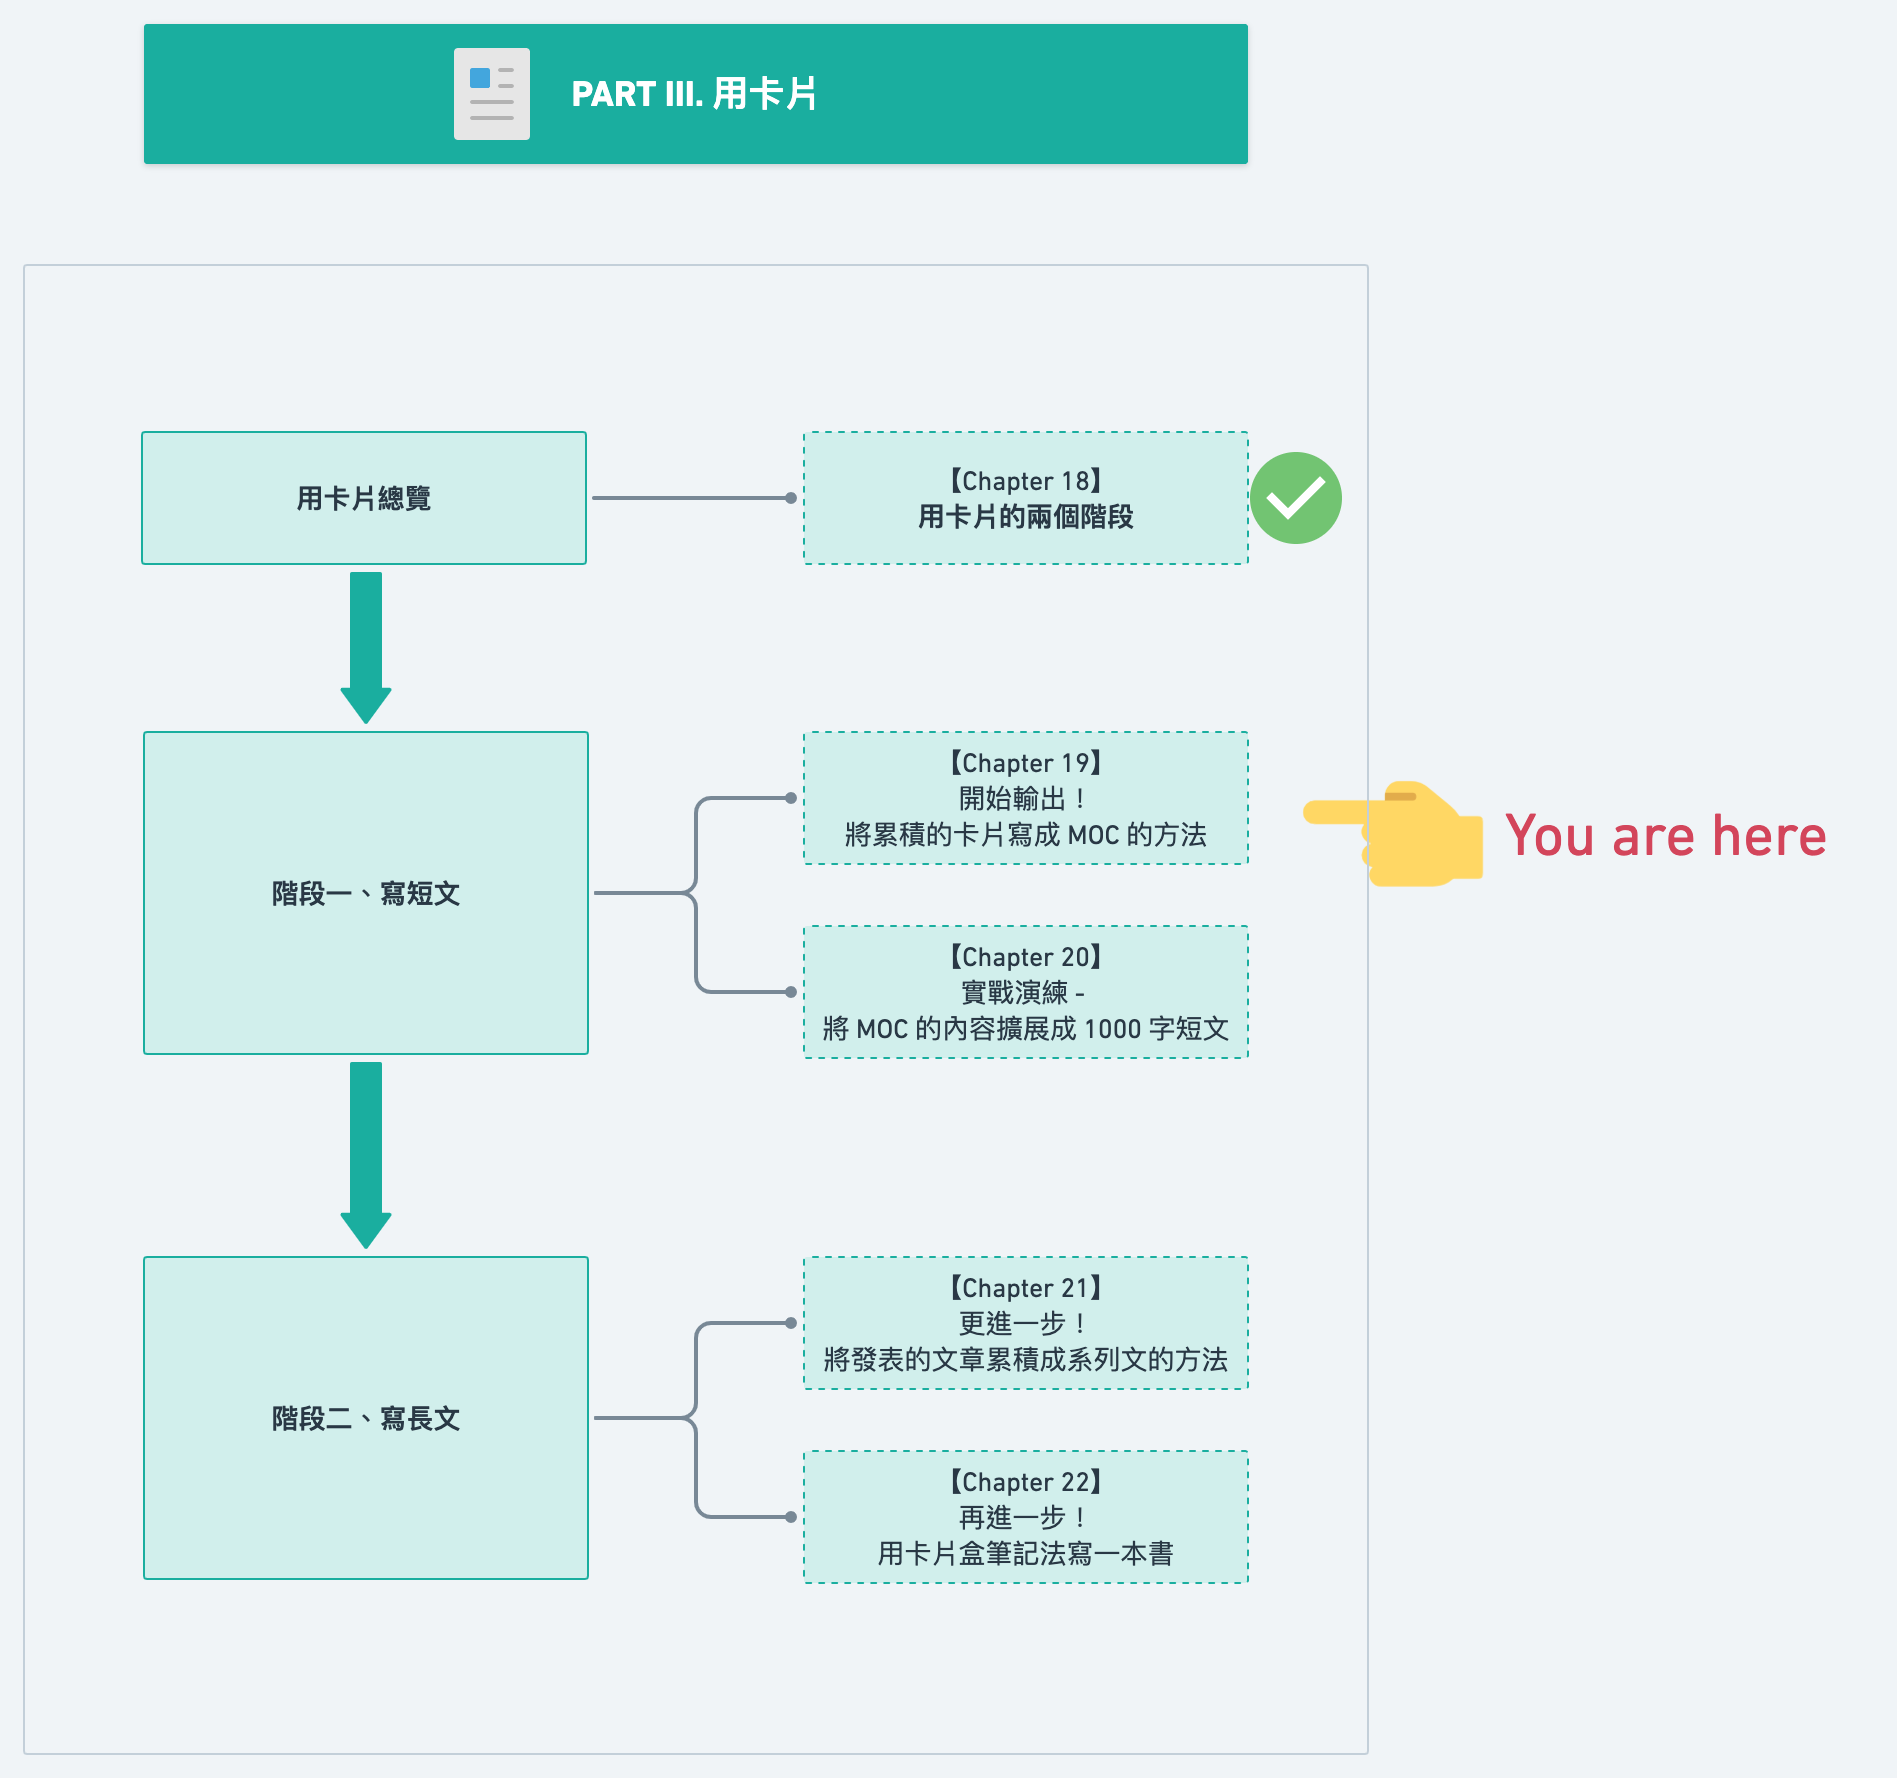 PART III. 用卡片
用卡片總覽
【Chapter 18】
用卡片的兩個階段
階段一、寫短文
【Chapter 19】
開始輸出！
將累積的卡片寫成 MOC 的方法
You are here
【Chapter 20】
實戰演練 -
將 MOC 的內容擴展成 1000 字短文
階段二、寫長文
【Chapter 21】
更進一步！
將發表的文章累積成系列文的方法
【Chapter 22】
再進一步！
用卡片盒筆記法寫一本書